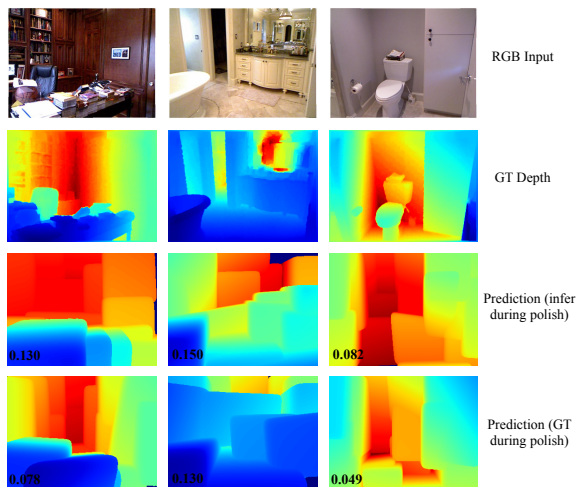 RGB Input
GT Depth
Prediction (infer
during polish)
0.130
0.150
0.082
Prediction (GT
during polish)
0.078
0.130
0.049